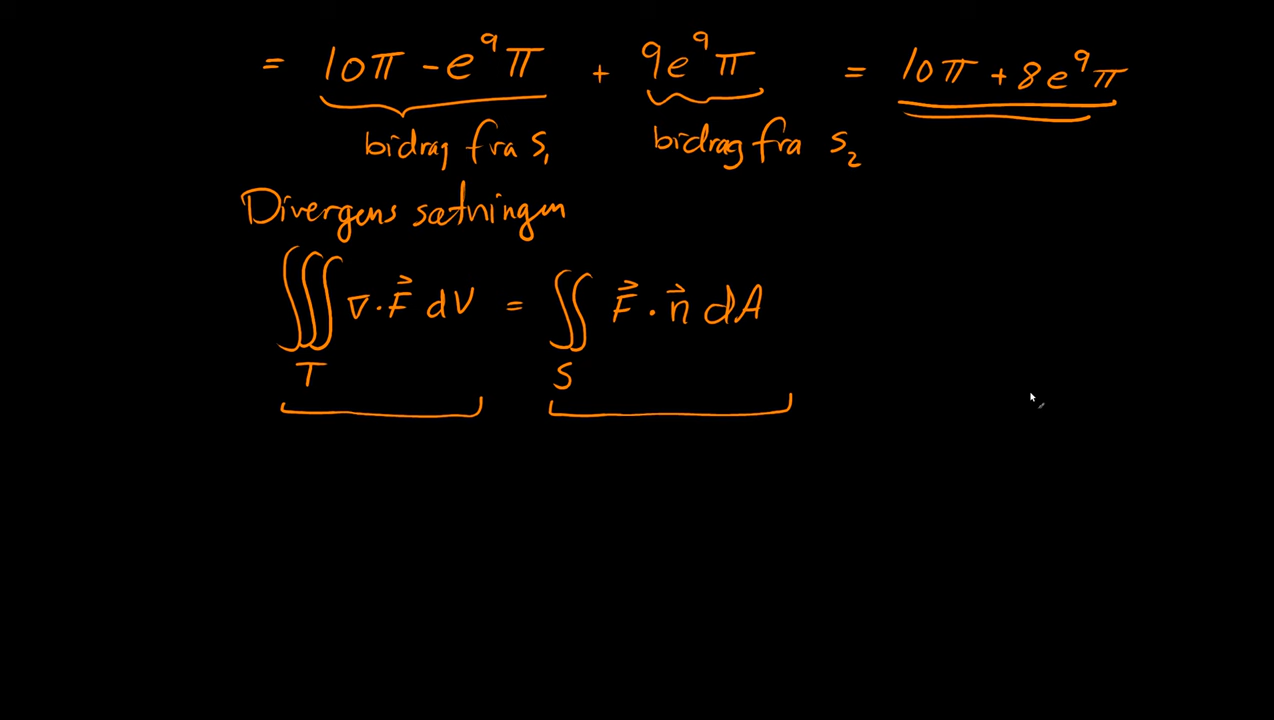 = 10π - e⁹π + 9e⁹π = 10π + 8e⁹π
bidrag fra S₁ bidrag fra S₂
Divergens sætningen
∭ ∇·F⃗ dV = ∬ F⃗·n⃗ dA
T S